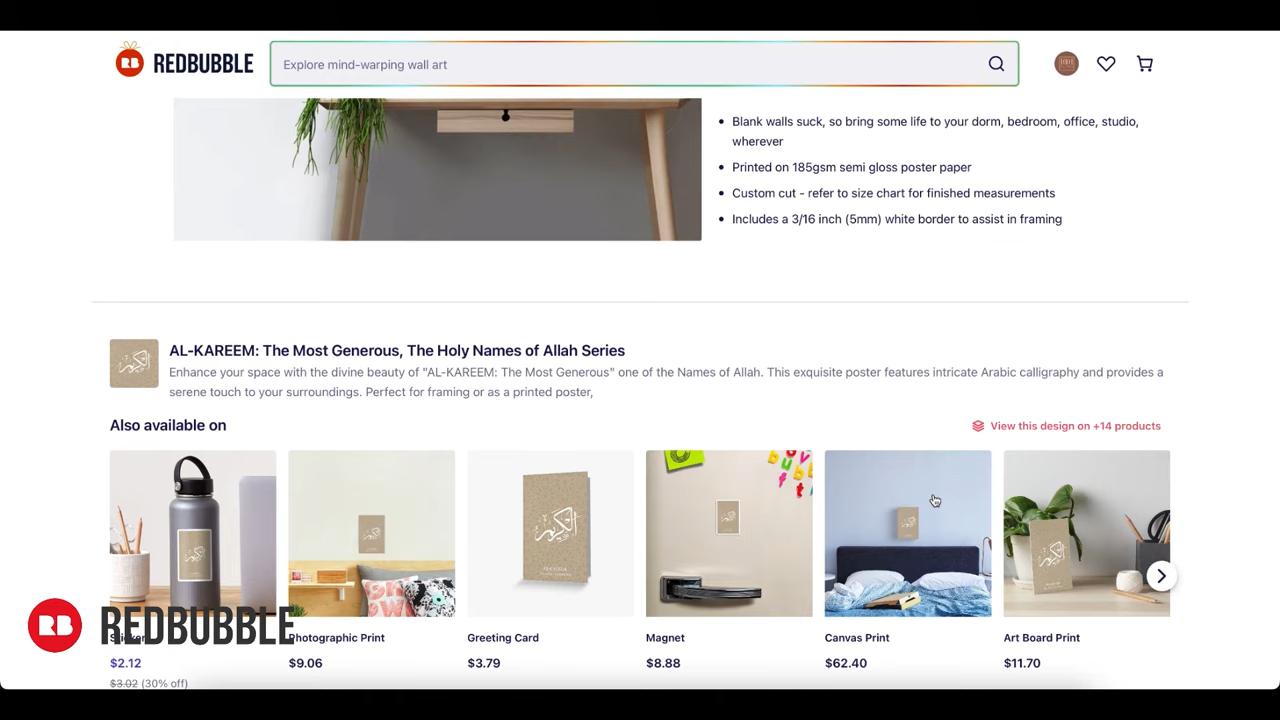 REDBUBBLE
Explore mind-warping wall art
Blank walls suck, so bring some life to your dorm, bedroom, office, studio,
wherever
Printed on 185gsm semi gloss poster paper
Custom cut - refer to size chart for finished measurements
Includes a 3/16 inch (5mm) white border to assist in framing
AL-KAREEM: The Most Generous, The Holy Names of Allah Series
Enhance your space with the divine beauty of "AL-KAREEM: The Most Generous" one of the Names of Allah. This exquisite poster features intricate Arabic calligraphy and provides a
serene touch to your surroundings. Perfect for framing or as a printed poster,
Also available on
View this design on +14 products
الكريم
REDBUBBLE
Sticker
Photographic Print
Greeting Card
Magnet
Canvas Print
Art Board Print
$2.12
$9.06
$3.79
$8.88
$62.40
$11.70
$3.02 (30% off)